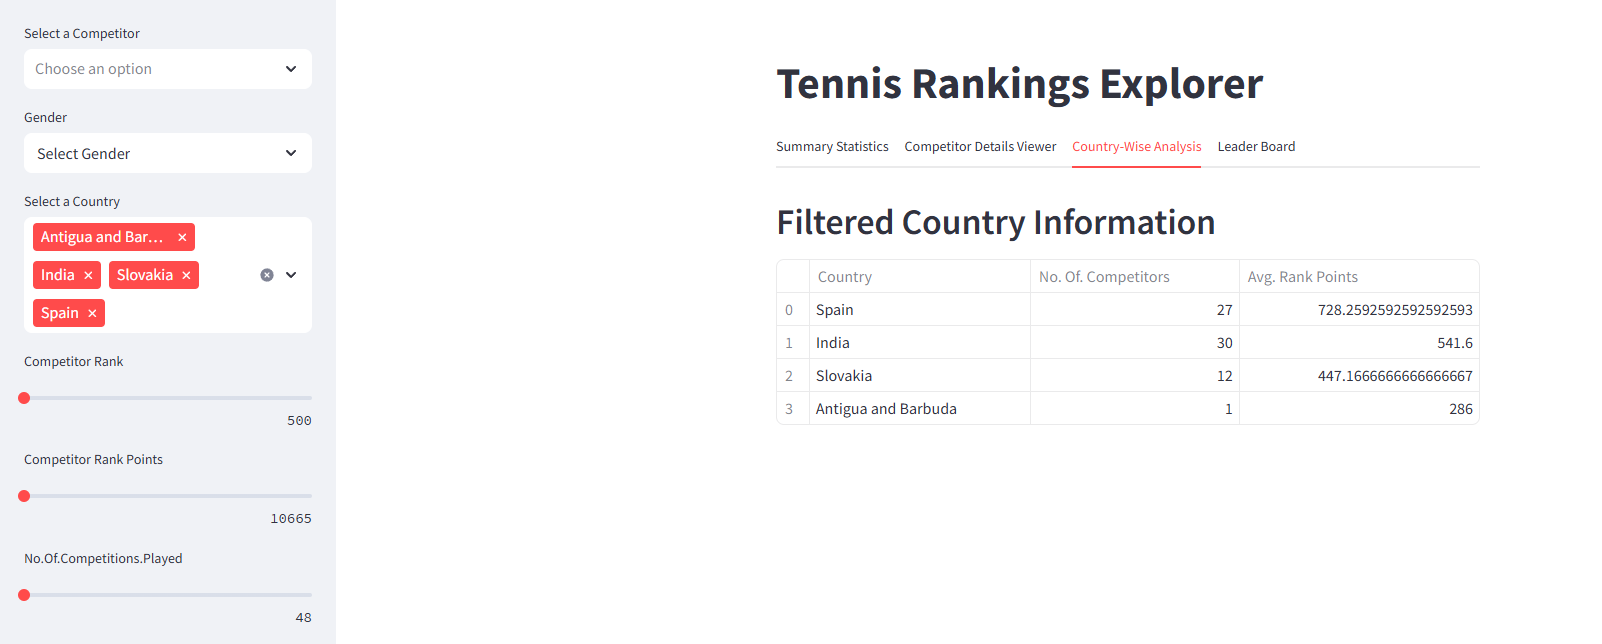 Select a Competitor
Choose an option
Gender
Select Gender
Select a Country
Antigua and Bar... ×
India × Slovakia ×
Spain ×
Competitor Rank
500
Competitor Rank Points
10665
No.Of.Competitions.Played
48
Tennis Rankings Explorer
Summary Statistics Competitor Details Viewer Country-Wise Analysis Leader Board
Filtered Country Information
Country No. Of. Competitors Avg. Rank Points
0 Spain 27 728.2592592592592593
1 India 30 541.6
2 Slovakia 12 447.1666666666666667
3 Antigua and Barbuda 1 286